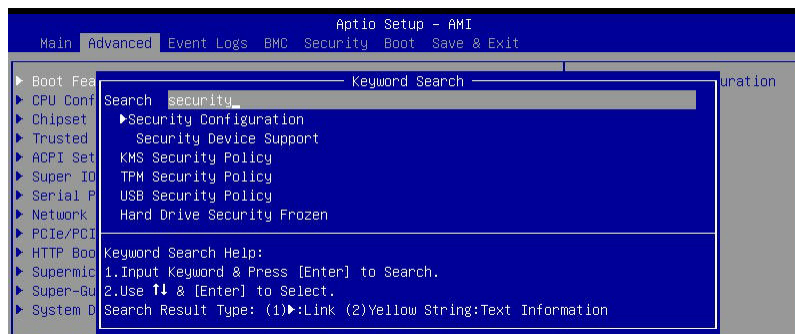 Aptio Setup – AMI
Main Advanced Event Logs BMC Security Boot Save & Exit
▶ Boot Fea
▶ CPU Conf
▶ Chipset
▶ Trusted
▶ ACPI Set
▶ Super IO
▶ Serial P
▶ Network
▶ PCIe/PCI
▶ HTTP Boo
▶ Supermic
▶ Super-Gu
▶ System D
uration
Keyword Search
Search security_
▶Security Configuration
Security Device Support
KMS Security Policy
TPM Security Policy
USB Security Policy
Hard Drive Security Frozen
Keyword Search Help:
1.Input Keyword & Press [Enter] to Search.
2.Use ↑↓ & [Enter] to Select.
Search Result Type: (1)▶:Link (2)Yellow String:Text Information